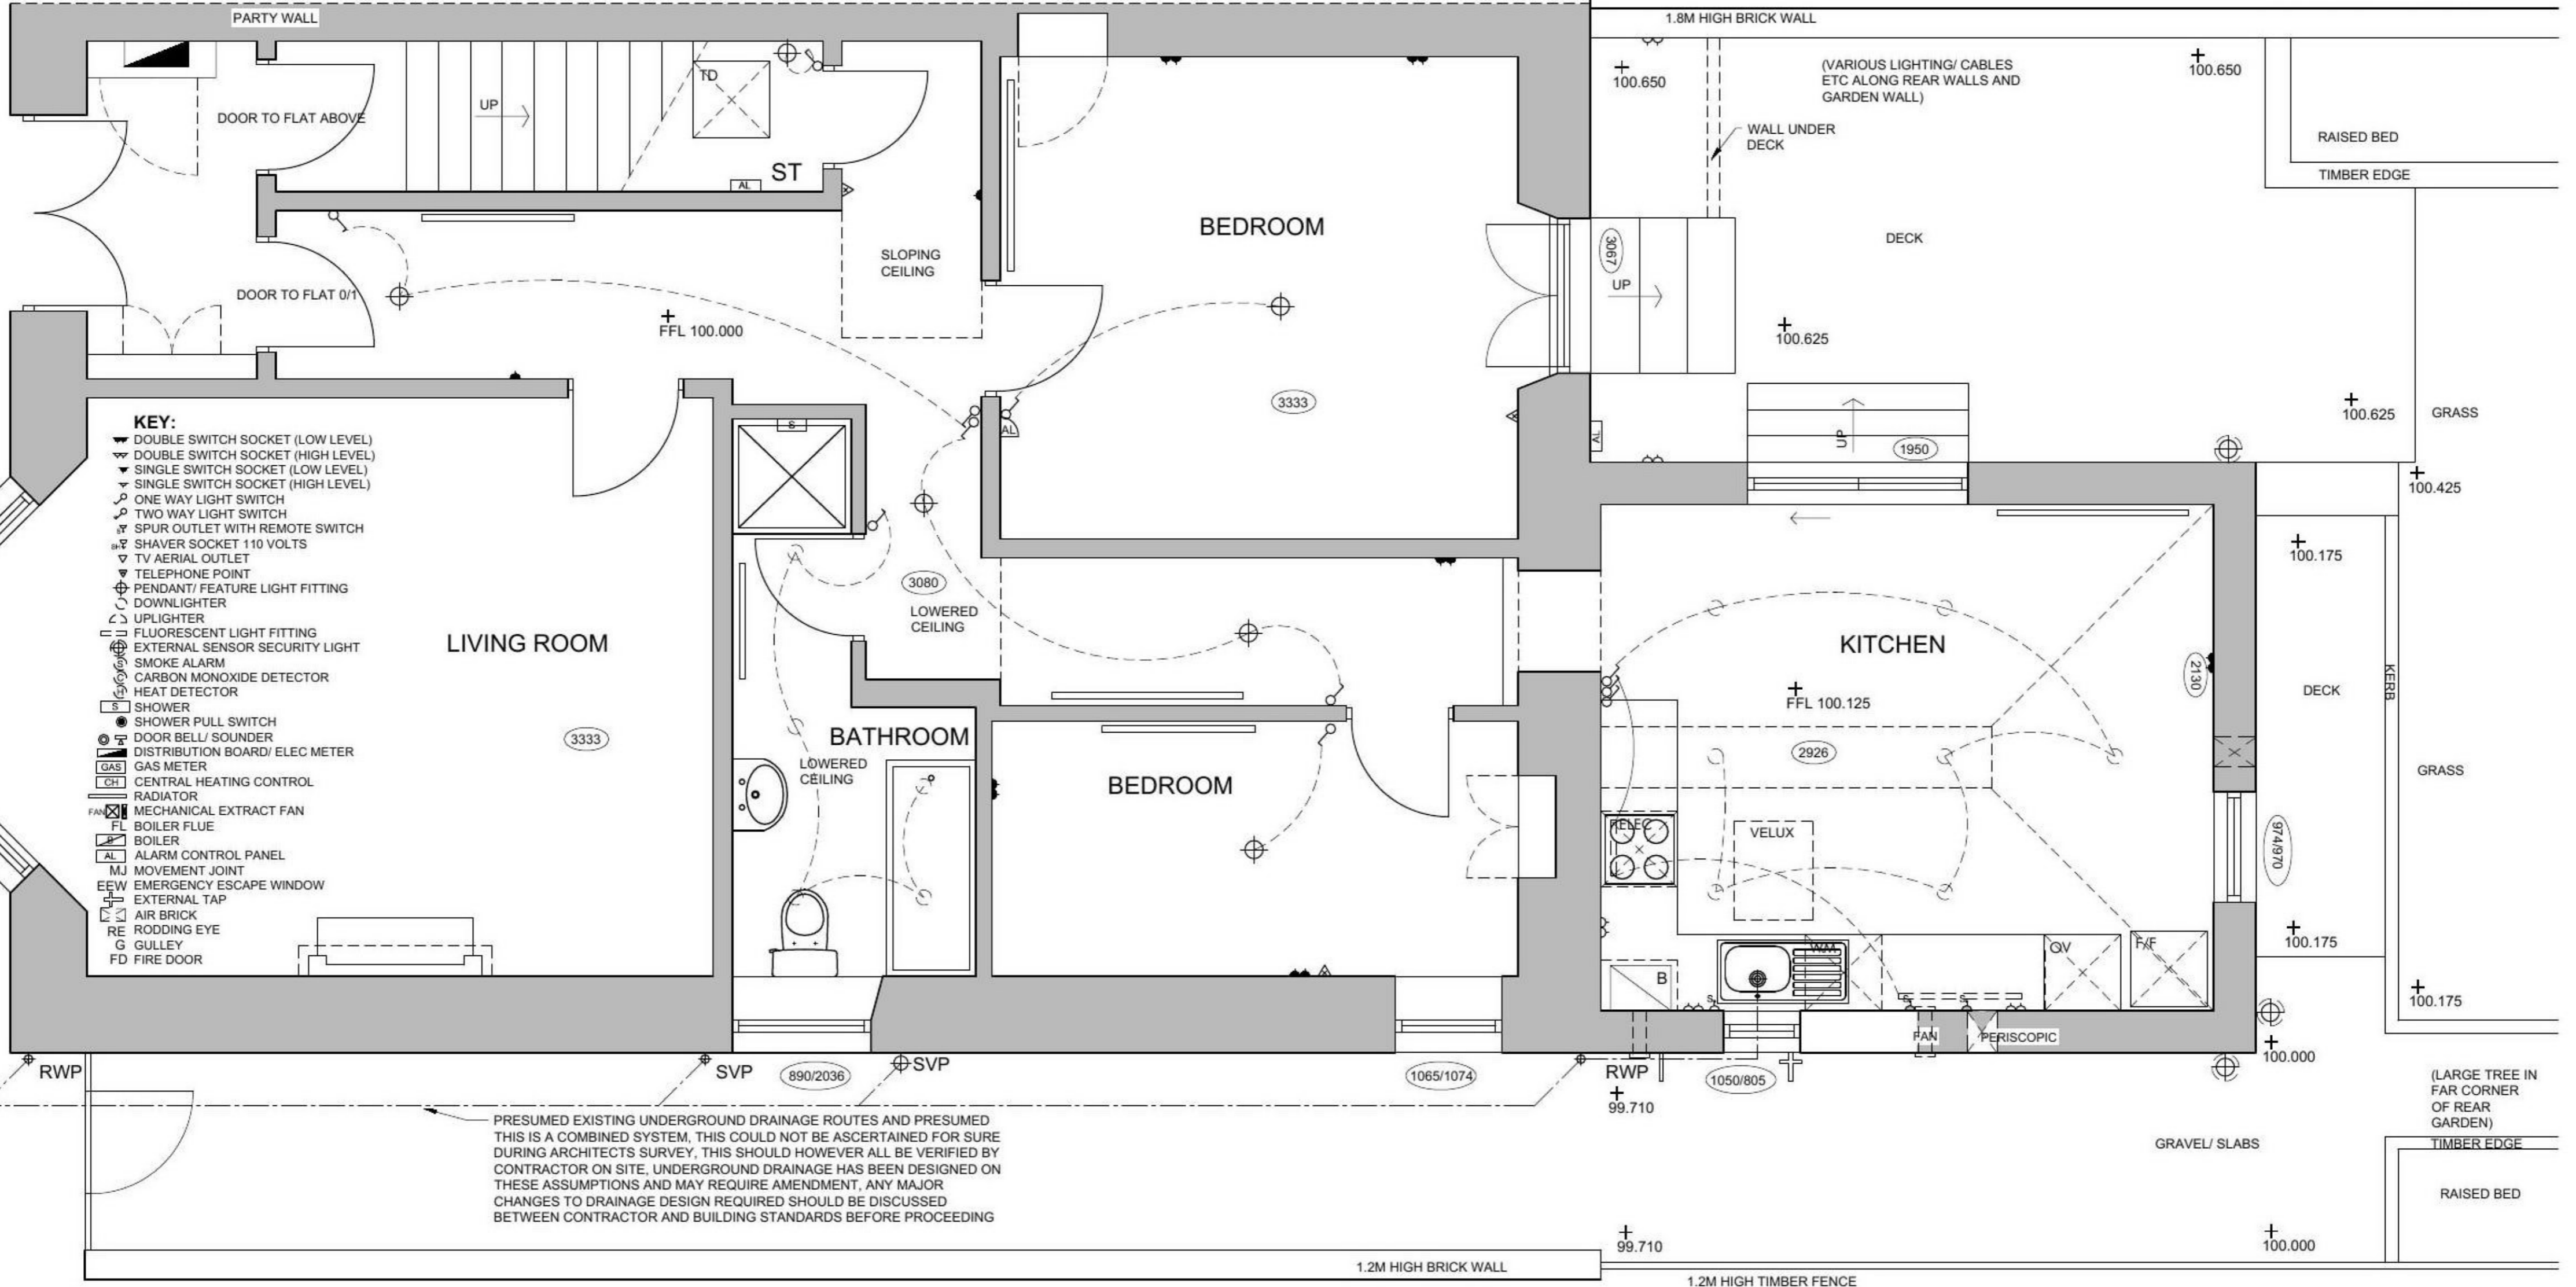 PARTY WALL
1.8M HIGH BRICK WALL
100.650
(VARIOUS LIGHTING/ CABLES
ETC ALONG REAR WALLS AND
GARDEN WALL)
100.650
RAISED BED
TIMBER EDGE
WALL UNDER
DECK
DOOR TO FLAT ABOVE
UP
TD
ST
AL
SLOPING
CEILING
BEDROOM
3067
UP
DECK
DOOR TO FLAT 0/1
FFL 100.000
100.625
3333
AL
AL
100.625
GRASS
UP
1950
100.425
KEY:
DOUBLE SWITCH SOCKET (LOW LEVEL)
DOUBLE SWITCH SOCKET (HIGH LEVEL)
SINGLE SWITCH SOCKET (LOW LEVEL)
SINGLE SWITCH SOCKET (HIGH LEVEL)
ONE WAY LIGHT SWITCH
TWO WAY LIGHT SWITCH
SPUR OUTLET WITH REMOTE SWITCH
SHAVER SOCKET 110 VOLTS
TV AERIAL OUTLET
TELEPHONE POINT
PENDANT/ FEATURE LIGHT FITTING
DOWNLIGHTER
UPLIGHTER
FLUORESCENT LIGHT FITTING
EXTERNAL SENSOR SECURITY LIGHT
S SMOKE ALARM
C CARBON MONOXIDE DETECTOR
H HEAT DETECTOR
S SHOWER
SHOWER PULL SWITCH
DOOR BELL/ SOUNDER
DISTRIBUTION BOARD/ ELEC METER
GAS GAS METER
CH CENTRAL HEATING CONTROL
RADIATOR
FAN MECHANICAL EXTRACT FAN
FL BOILER FLUE
B BOILER
AL ALARM CONTROL PANEL
MJ MOVEMENT JOINT
EEW EMERGENCY ESCAPE WINDOW
EXTERNAL TAP
AIR BRICK
RE RODDING EYE
G GULLEY
FD FIRE DOOR
LIVING ROOM
3333
S
3080
LOWERED
CEILING
BATHROOM
LOWERED
CEILING
BEDROOM
KITCHEN
FFL 100.125
2926
2130
ELEC
VELUX
B
WM
OV
F/F
FAN
PERISCOPIC
100.175
DECK
KERB
GRASS
974/970
100.175
100.175
100.000
RWP
SVP
890/2036
SVP
1065/1074
RWP
1050/805
99.710
(LARGE TREE IN
FAR CORNER
OF REAR
GARDEN)
TIMBER EDGE
GRAVEL/ SLABS
RAISED BED
PRESUMED EXISTING UNDERGROUND DRAINAGE ROUTES AND PRESUMED
THIS IS A COMBINED SYSTEM, THIS COULD NOT BE ASCERTAINED FOR SURE
DURING ARCHITECTS SURVEY, THIS SHOULD HOWEVER ALL BE VERIFIED BY
CONTRACTOR ON SITE, UNDERGROUND DRAINAGE HAS BEEN DESIGNED ON
THESE ASSUMPTIONS AND MAY REQUIRE AMENDMENT, ANY MAJOR
CHANGES TO DRAINAGE DESIGN REQUIRED SHOULD BE DISCUSSED
BETWEEN CONTRACTOR AND BUILDING STANDARDS BEFORE PROCEEDING
99.710
100.000
1.2M HIGH BRICK WALL
1.2M HIGH TIMBER FENCE